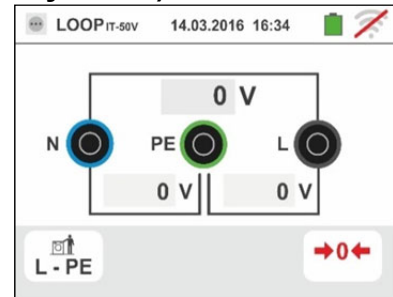 LOOP IT-50V 14.03.2016 16:34
0 V
N PE L
0 V 0 V
L - PE →0←